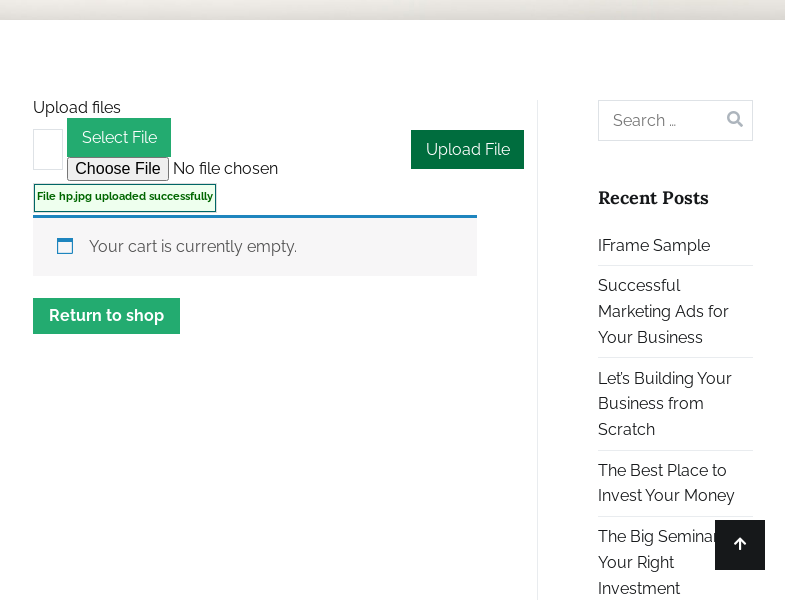 Upload files
Select File
Choose File No file chosen
Upload File
File hp.jpg uploaded successfully
Your cart is currently empty.
Return to shop
Search ...
Recent Posts
IFrame Sample
Successful
Marketing Ads for
Your Business
Let's Building Your
Business from
Scratch
The Best Place to
Invest Your Money
The Big Seminar
Your Right
Investment